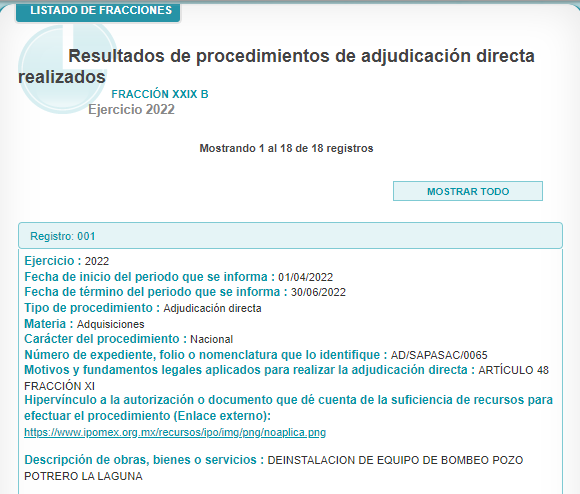 LISTADO DE FRACCIONES
Resultados de procedimientos de adjudicación directa
realizados
FRACCIÓN XXIX B
Ejercicio 2022
Mostrando 1 al 18 de 18 registros
MOSTRAR TODO
Registro: 001
Ejercicio : 2022
Fecha de inicio del periodo que se informa : 01/04/2022
Fecha de término del periodo que se informa : 30/06/2022
Tipo de procedimiento : Adjudicación directa
Materia : Adquisiciones
Carácter del procedimiento : Nacional
Número de expediente, folio o nomenclatura que lo identifique : AD/SAPASAC/0065
Motivos y fundamentos legales aplicados para realizar la adjudicación directa : ARTÍCULO 48
FRACCIÓN XI
Hipervínculo a la autorización o documento que dé cuenta de la suficiencia de recursos para
efectuar el procedimiento (Enlace externo):
https://www.ipomex.org.mx/recursos/ipo/img/png/noaplica.png
Descripción de obras, bienes o servicios : DEINSTALACION DE EQUIPO DE BOMBEO POZO
POTRERO LA LAGUNA